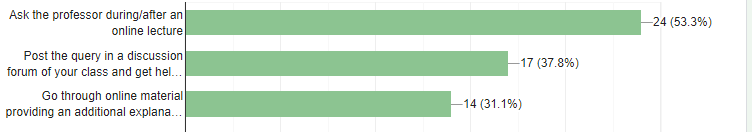 Ask the professor during/after an
online lecture
24 (53.3%)
Post the query in a discussion
forum of your class and get hel…
17 (37.8%)
Go through online material
providing an additional explana…
14 (31.1%)